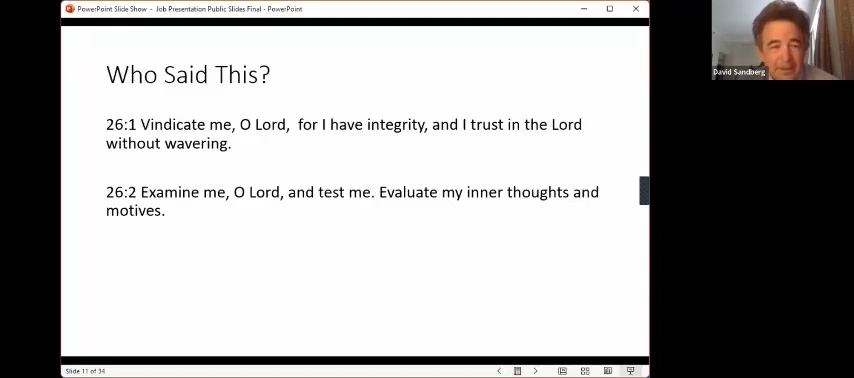 PowerPoint Slide Show - Job Presentation Public Slides Final - PowerPoint
David Sandberg
Who Said This?
26:1 Vindicate me, O Lord,  for I have integrity, and I trust in the Lord
without wavering.
26:2 Examine me, O Lord, and test me. Evaluate my inner thoughts and
motives.
Slide 11 of 34